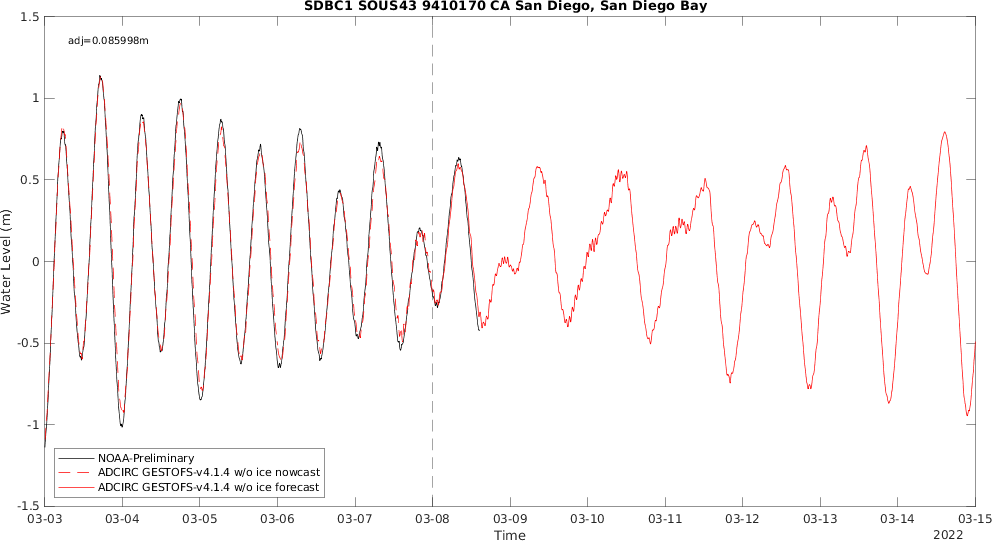 SDBC1 SOUS43 9410170 CA San Diego, San Diego Bay
adj=0.085998m
1.5
1
0.5
0
-0.5
-1
-1.5
Water Level (m)
NOAA-Preliminary
ADCIRC GESTOFS-v4.1.4 w/o ice nowcast
ADCIRC GESTOFS-v4.1.4 w/o ice forecast
03-03 03-04 03-05 03-06 03-07 03-08 03-09 03-10 03-11 03-12 03-13 03-14 03-15
Time
2022